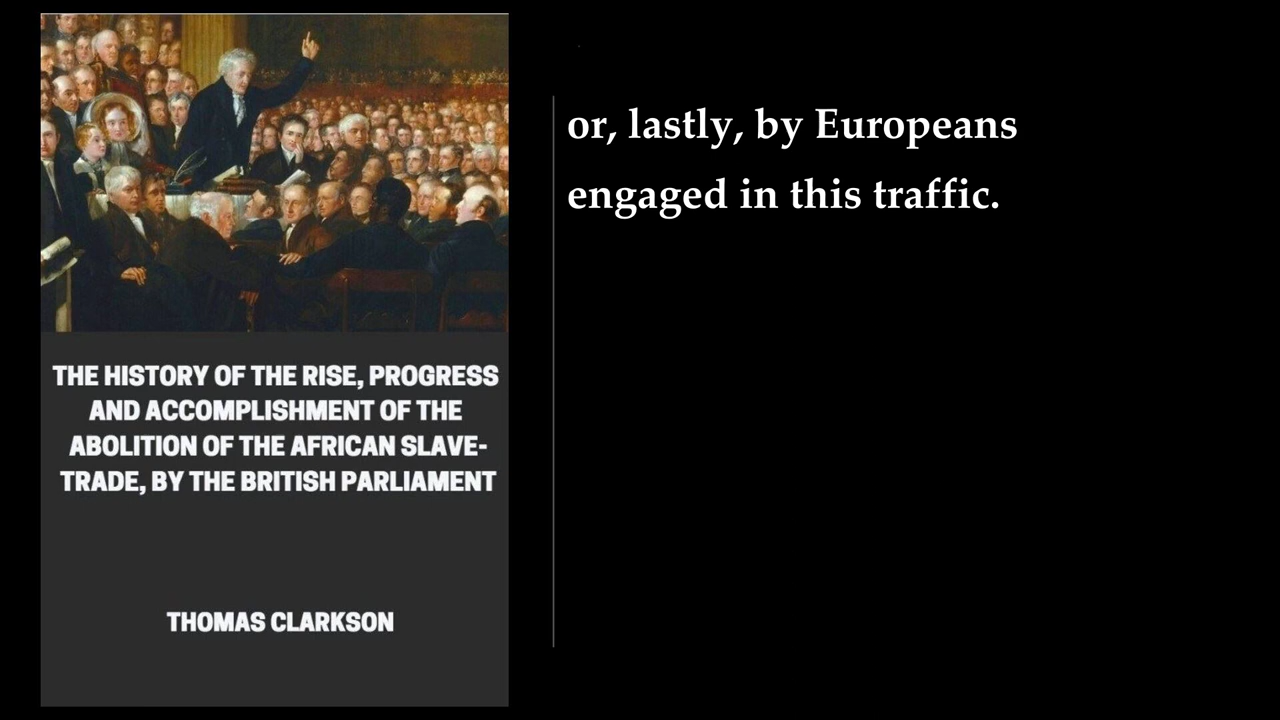 THE HISTORY OF THE RISE, PROGRESS
AND ACCOMPLISHMENT OF THE
ABOLITION OF THE AFRICAN SLAVE-
TRADE, BY THE BRITISH PARLIAMENT
THOMAS CLARKSON
or, lastly, by Europeans
engaged in this traffic.